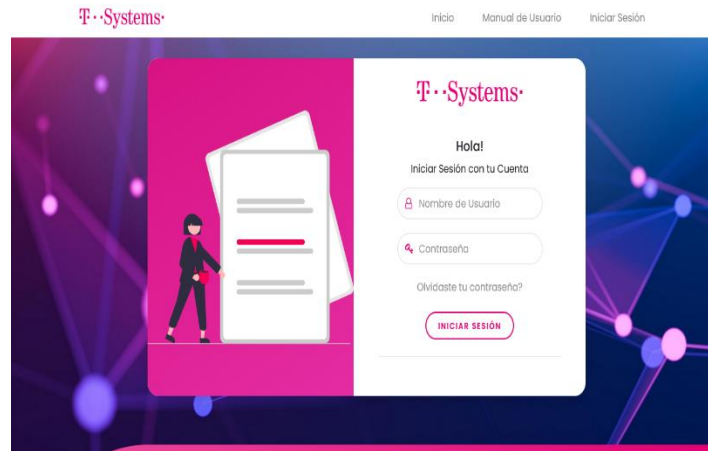 T··Systems·
Inicio Manual de Usuario Iniciar Sesión
T··Systems·
Hola!
Iniciar Sesión con tu Cuenta
Nombre de Usuario
Contraseña
Olvidaste tu contraseña?
INICIAR SESIÓN